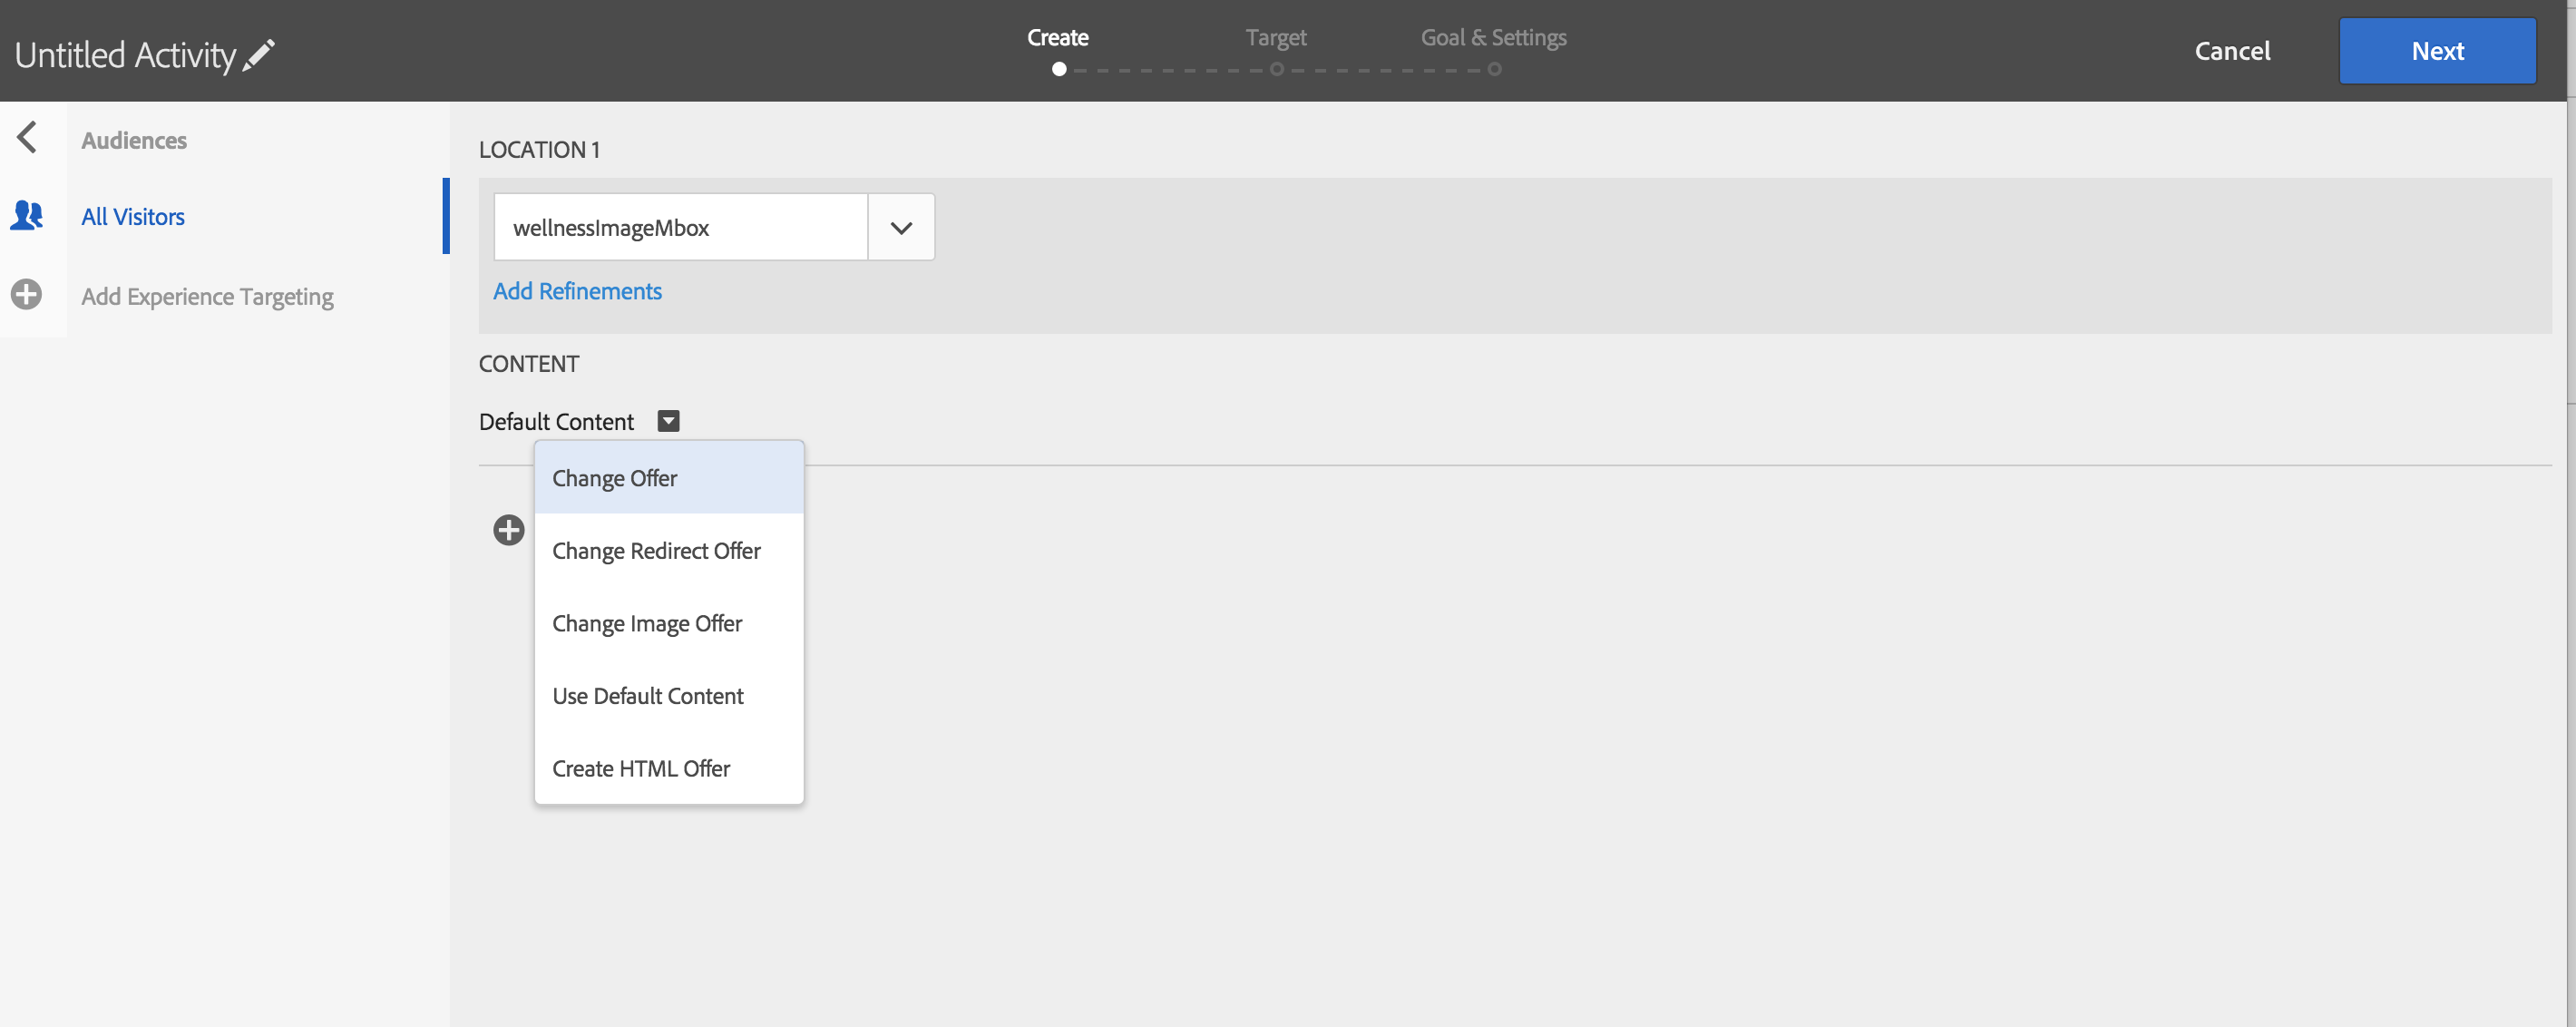 Untitled Activity
Create
Target
Goal & Settings
Cancel
Next
Audiences
All Visitors
Add Experience Targeting
LOCATION 1
wellnessImageMbox
Add Refinements
CONTENT
Default Content
Change Offer
Change Redirect Offer
Change Image Offer
Use Default Content
Create HTML Offer